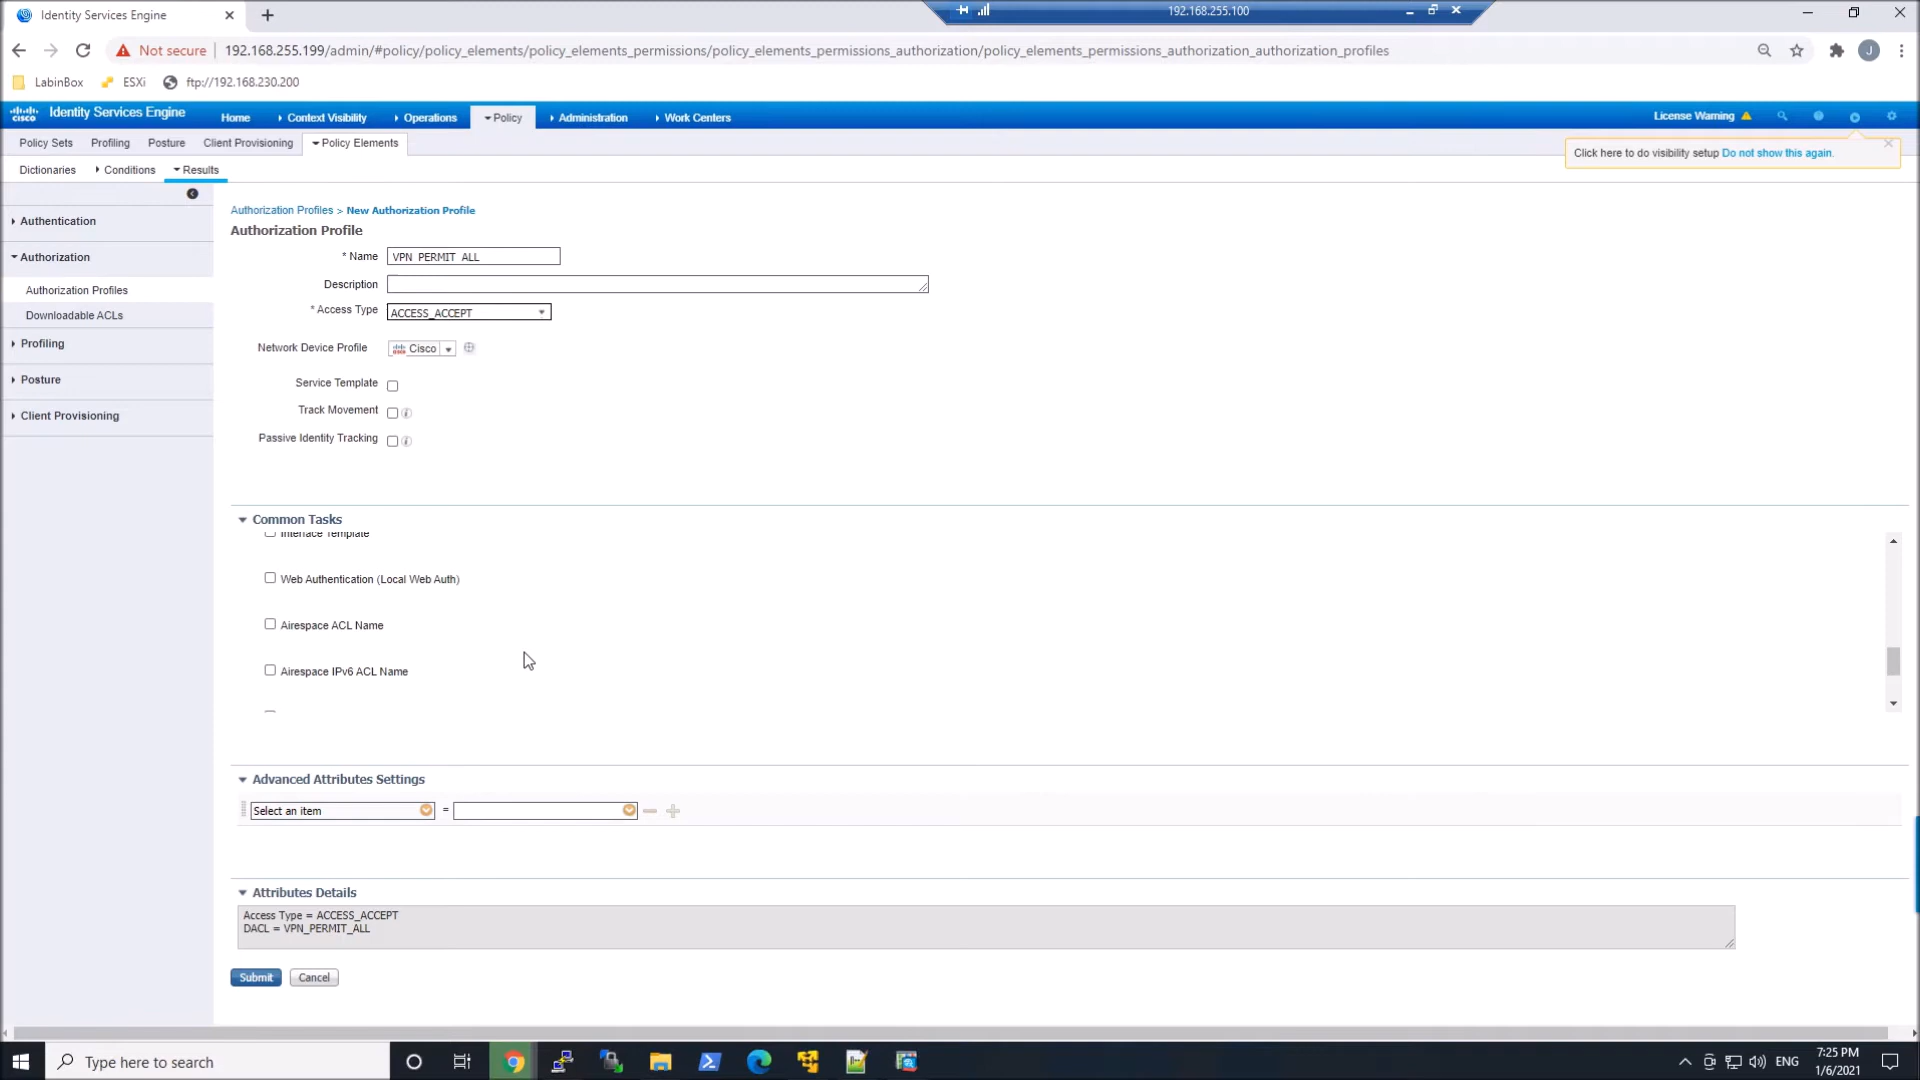 Identity Services Engine
192.168.255.100
Not secure
192.168.255.199/admin/#policy/policy_elements/policy_elements_permissions/policy_elements_permissions_authorization/policy_elements_permissions_authorization_authorization_profiles
J
LabinBox
ESXi
ftp://192.168.230.200
CISCO
Identity Services Engine
Home
Context Visibility
Operations
Policy
Administration
Work Centers
License Warning
Policy Sets
Profiling
Posture
Client Provisioning
Policy Elements
Click here to do visibility setup Do not show this again.
Dictionaries
Conditions
Results
Authentication
Authorization
Authorization Profiles
Downloadable ACLs
Profiling
Posture
Client Provisioning
Authorization Profiles > New Authorization Profile
Authorization Profile
* Name
VPN_PERMIT_ALL
Description
* Access Type
ACCESS_ACCEPT
Network Device Profile
Cisco
Service Template
Track Movement
Passive Identity Tracking
Common Tasks
Interface Template
Web Authentication (Local Web Auth)
Airespace ACL Name
Airespace IPv6 ACL Name
Advanced Attributes Settings
Select an item
=
Attributes Details
Access Type = ACCESS_ACCEPT
DACL = VPN_PERMIT_ALL
Submit
Cancel
Type here to search
ENG
7:25 PM
1/6/2021